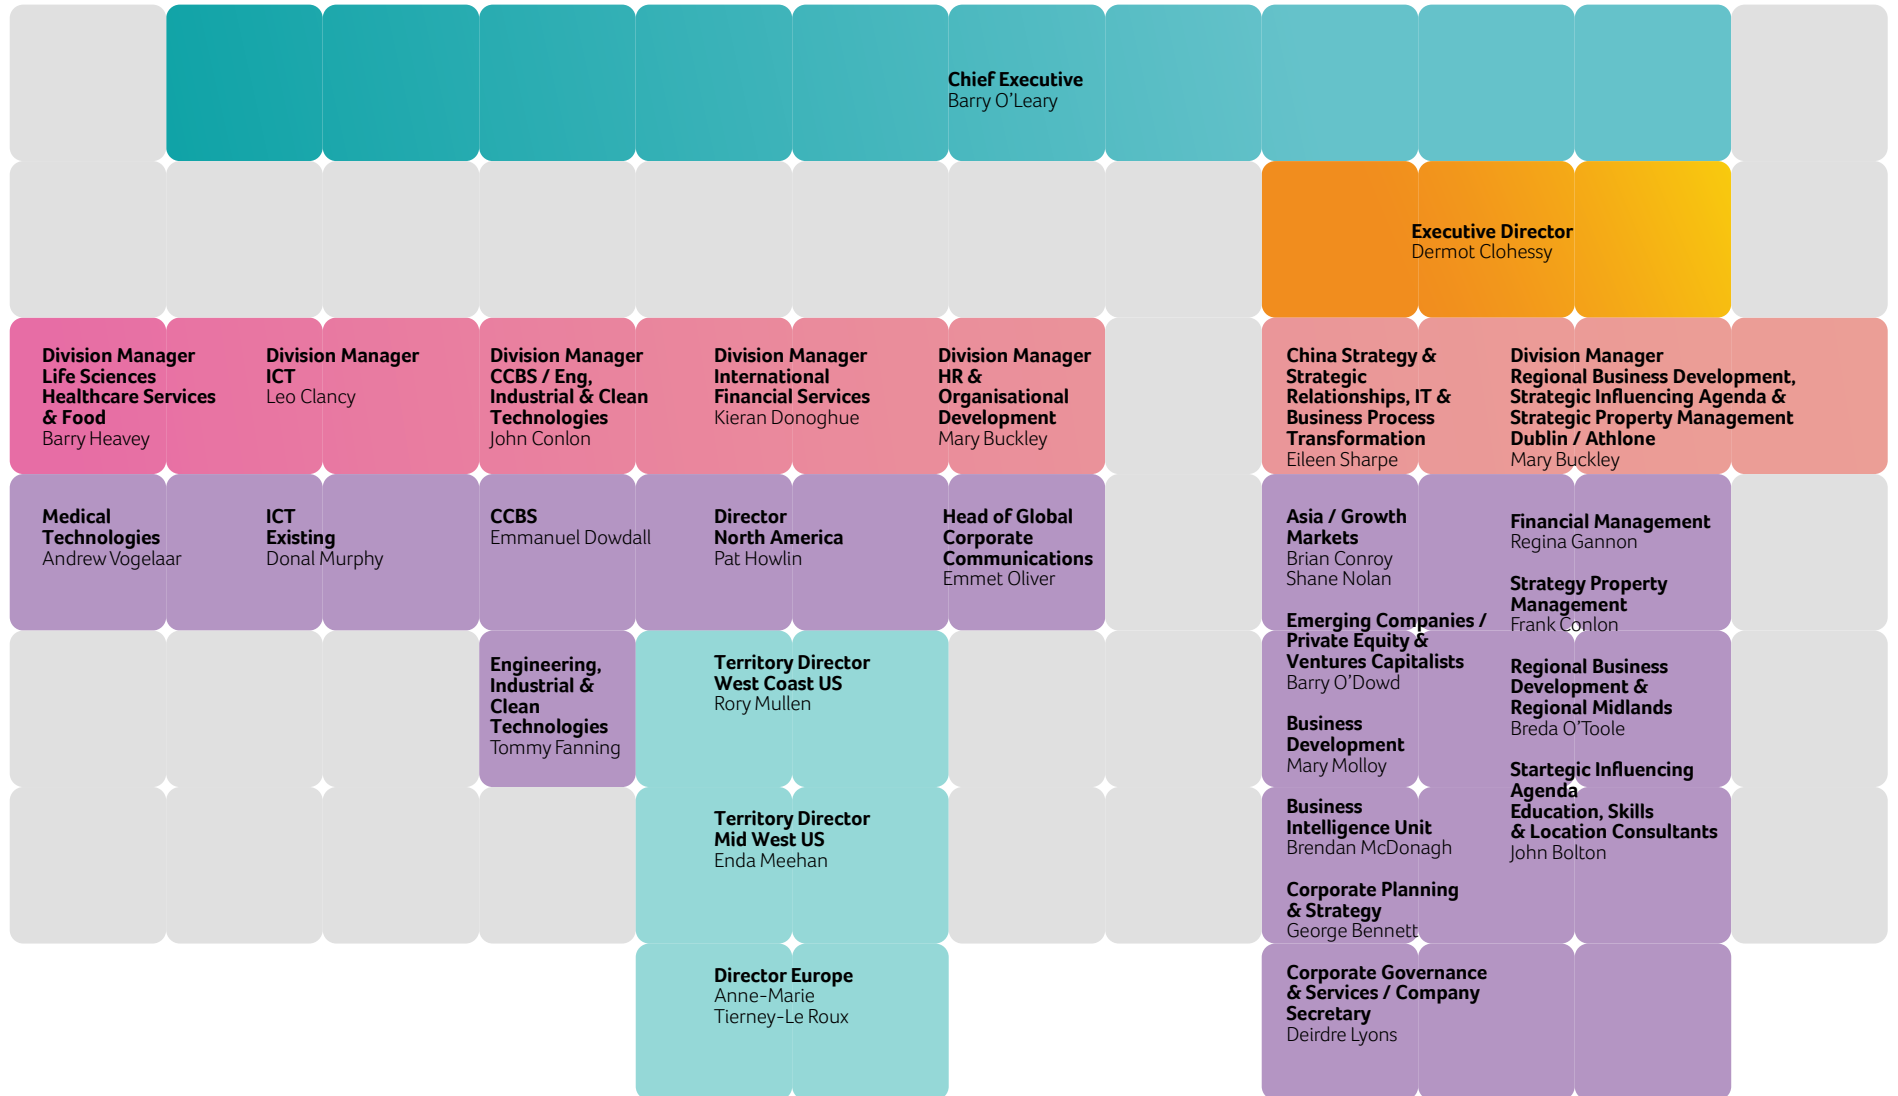 Chief Executive
Barry O'Leary
Executive Director
Dermot Clohessy
Division Manager
Life Sciences
Healthcare Services
& Food
Barry Heavey
Division Manager
ICT
Leo Clancy
Division Manager
CCBS / Eng,
Industrial & Clean
Technologies
John Conlon
Division Manager
International
Financial Services
Kieran Donoghue
Division Manager
HR &
Organisational
Development
Mary Buckley
China Strategy &
Strategic
Relationships, IT &
Business Process
Transformation
Eileen Sharpe
Division Manager
Regional Business Development,
Strategic Influencing Agenda &
Strategic Property Management
Dublin / Athlone
Mary Buckley
Medical
Technologies
Andrew Vogelaar
ICT
Existing
Donal Murphy
CCBS
Emmanuel Dowdall
Director
North America
Pat Howlin
Head of Global
Corporate
Communications
Emmet Oliver
Engineering,
Industrial &
Clean
Technologies
Tommy Fanning
Territory Director
West Coast US
Rory Mullen
Territory Director
Mid West US
Enda Meehan
Director Europe
Anne-Marie
Tierney-Le Roux
Asia / Growth
Markets
Brian Conroy
Shane Nolan
Emerging Companies /
Private Equity &
Ventures Capitalists
Barry O'Dowd
Business
Development
Mary Molloy
Business
Intelligence Unit
Brendan McDonagh
Corporate Planning
& Strategy
George Bennett
Corporate Governance
& Services / Company
Secretary
Deirdre Lyons
Financial Management
Regina Gannon
Strategy Property
Management
Frank Conlon
Regional Business
Development &
Regional Midlands
Breda O'Toole
Startegic Influencing
Agenda
Education, Skills
& Location Consultants
John Bolton